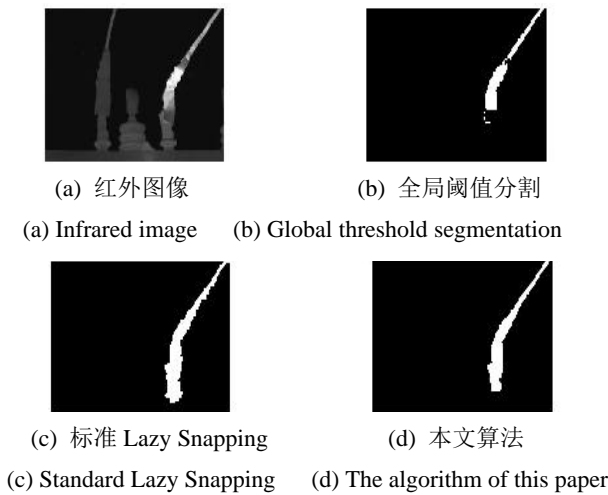 (a) 红外图像 (b) 全局阈值分割
(a) Infrared image (b) Global threshold segmentation
(c) 标准 Lazy Snapping (d) 本文算法
(c) Standard Lazy Snapping (d) The algorithm of this paper